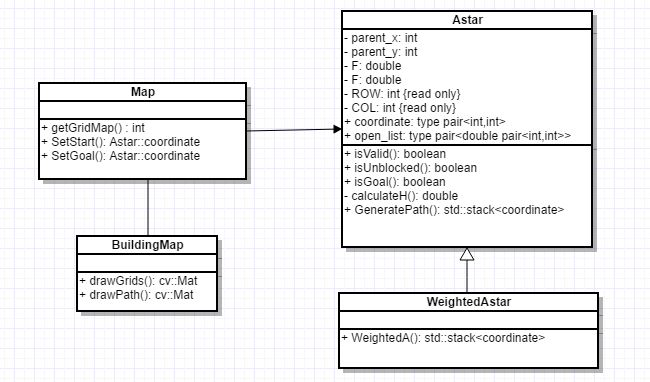 Map
+ getGridMap() : int
+ SetStart(): Astar::coordinate
+ SetGoal(): Astar::coordinate
BuildingMap
+ drawGrids(): cv::Mat
+ drawPath(): cv::Mat
Astar
- parent_x: int
- parent_y: int
- F: double
- F: double
- ROW: int {read only}
- COL: int {read only}
+ coordinate: type pair<int,int>
+ open_list: type pair<double pair<int,int>>
+ isValid(): boolean
+ isUnblocked(): boolean
+ isGoal(): boolean
- calculateH(): double
+ GeneratePath(): std::stack<coordinate>
WeightedAstar
+ WeightedA(): std::stack<coordinate>